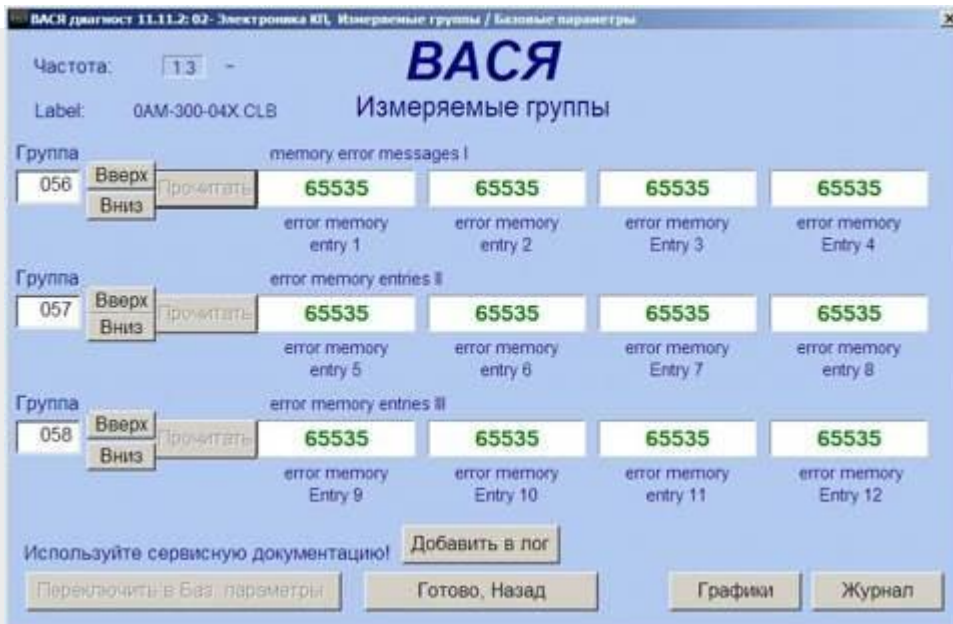 ВАСЯ диагност 11.11.2: 02- Электроника КП, Измеряемые группы / Базовые параметры
ВАСЯ
Частота: 1.3 -
Измеряемые группы
Label: 0AM-300-04X.CLB
Группа memory error messages I
056 Вверх Вниз Прочитать 65535 65535 65535 65535
error memory error memory error memory error memory
entry 1 entry 2 Entry 3 Entry 4
Группа error memory entries II
057 Вверх Вниз Прочитать 65535 65535 65535 65535
error memory error memory error memory error memory
entry 5 entry 6 Entry 7 entry 8
Группа error memory entries III
058 Вверх Вниз Прочитать 65535 65535 65535 65535
error memory error memory error memory error memory
Entry 9 Entry 10 entry 11 Entry 12
Используйте сервисную документацию! Добавить в лог
Переключить в Баз. параметры Готово, Назад Графики Журнал